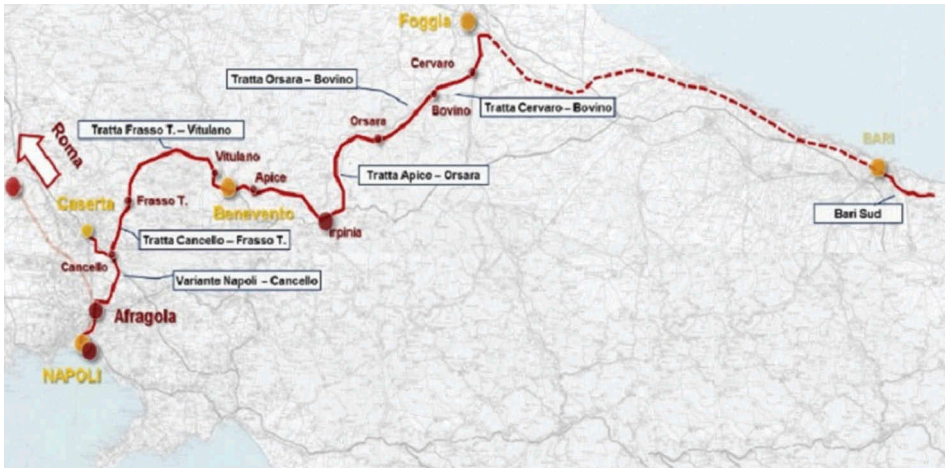 Foggia
Cervaro
Tratta Orsara – Bovino
Bovino
Tratta Cervaro – Bovino
Orsara
Tratta Frasso T. – Vitulano
Roma
Vitulano
BARI
Apice
Tratta Apice – Orsara
Benevento
Caserta
Frasso T.
Bari Sud
Irpinia
Tratta Cancello – Frasso T.
Cancello
Variante Napoli – Cancello
Afragola
NAPOLI